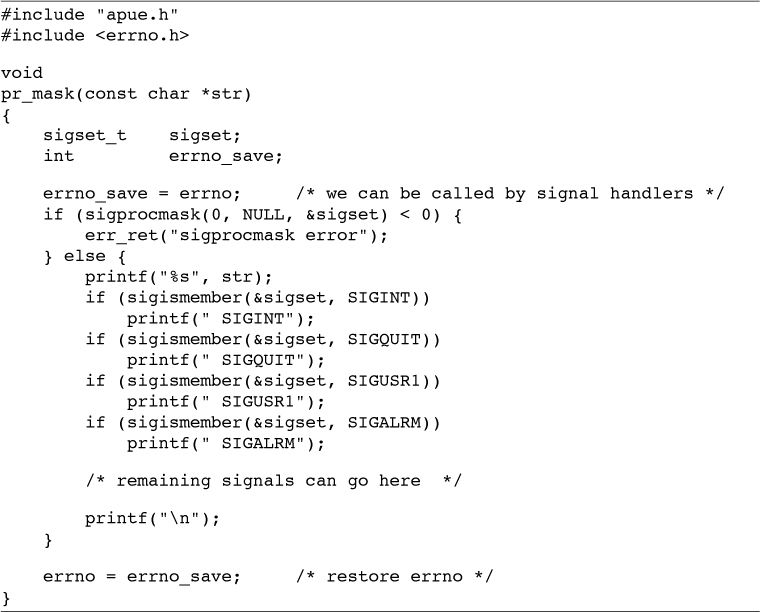 #include "apue.h"
#include <errno.h>

void
pr_mask(const char *str)
{
    sigset_t    sigset;
    int         errno_save;

    errno_save = errno;     /* we can be called by signal handlers */
    if (sigprocmask(0, NULL, &sigset) < 0) {
        err_ret("sigprocmask error");
    } else {
        printf("%s", str);
        if (sigismember(&sigset, SIGINT))
            printf(" SIGINT");
        if (sigismember(&sigset, SIGQUIT))
            printf(" SIGQUIT");
        if (sigismember(&sigset, SIGUSR1))
            printf(" SIGUSR1");
        if (sigismember(&sigset, SIGALRM))
            printf(" SIGALRM");

        /* remaining signals can go here  */

        printf("\n");
    }

    errno = errno_save;     /* restore errno */
}